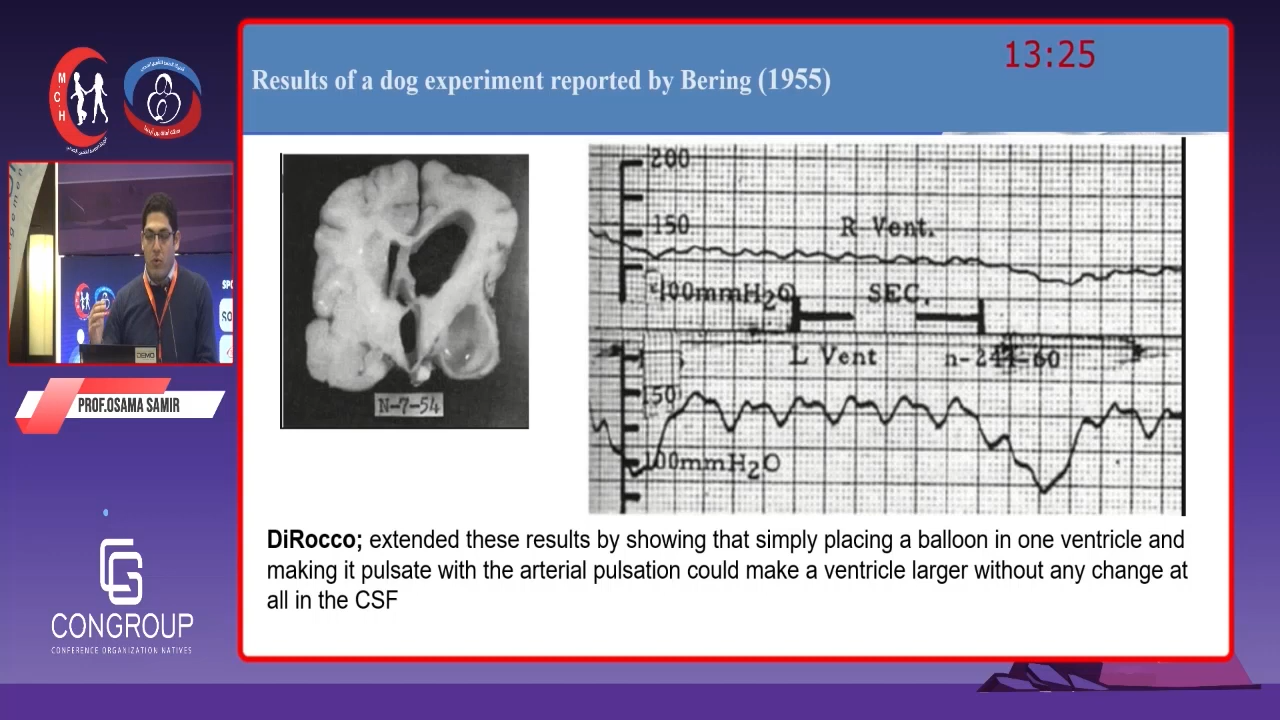 Results of a dog experiment reported by Bering (1955)
13:25
MCH
N-7-54
200
150
R Vent.
100mmH2O
SEC.
L Vent
150
100mmH2O
DiRocco; extended these results by showing that simply placing a balloon in one ventricle and
making it pulsate with the arterial pulsation could make a ventricle larger without any change at
all in the CSF
DEMO
PROF.OSAMA SAMIR
CONGROUP
CONFERENCE ORGANIZATION NATIVES